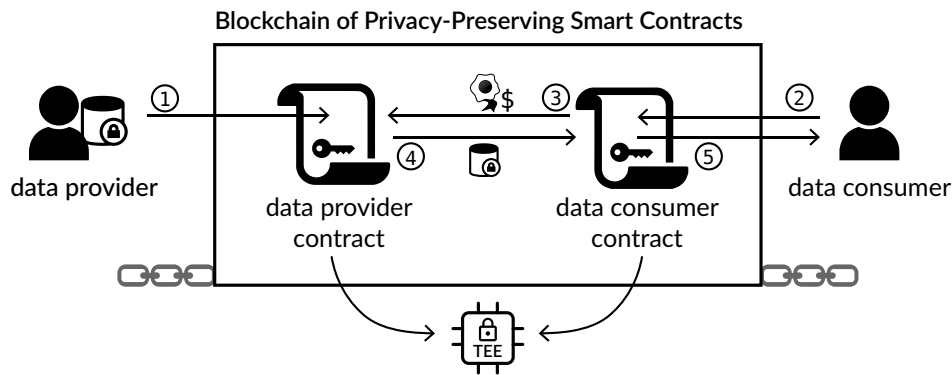 Blockchain of Privacy-Preserving Smart Contracts
1
$
3
2
4
5
data provider
data consumer
data provider
contract
data consumer
contract
TEE